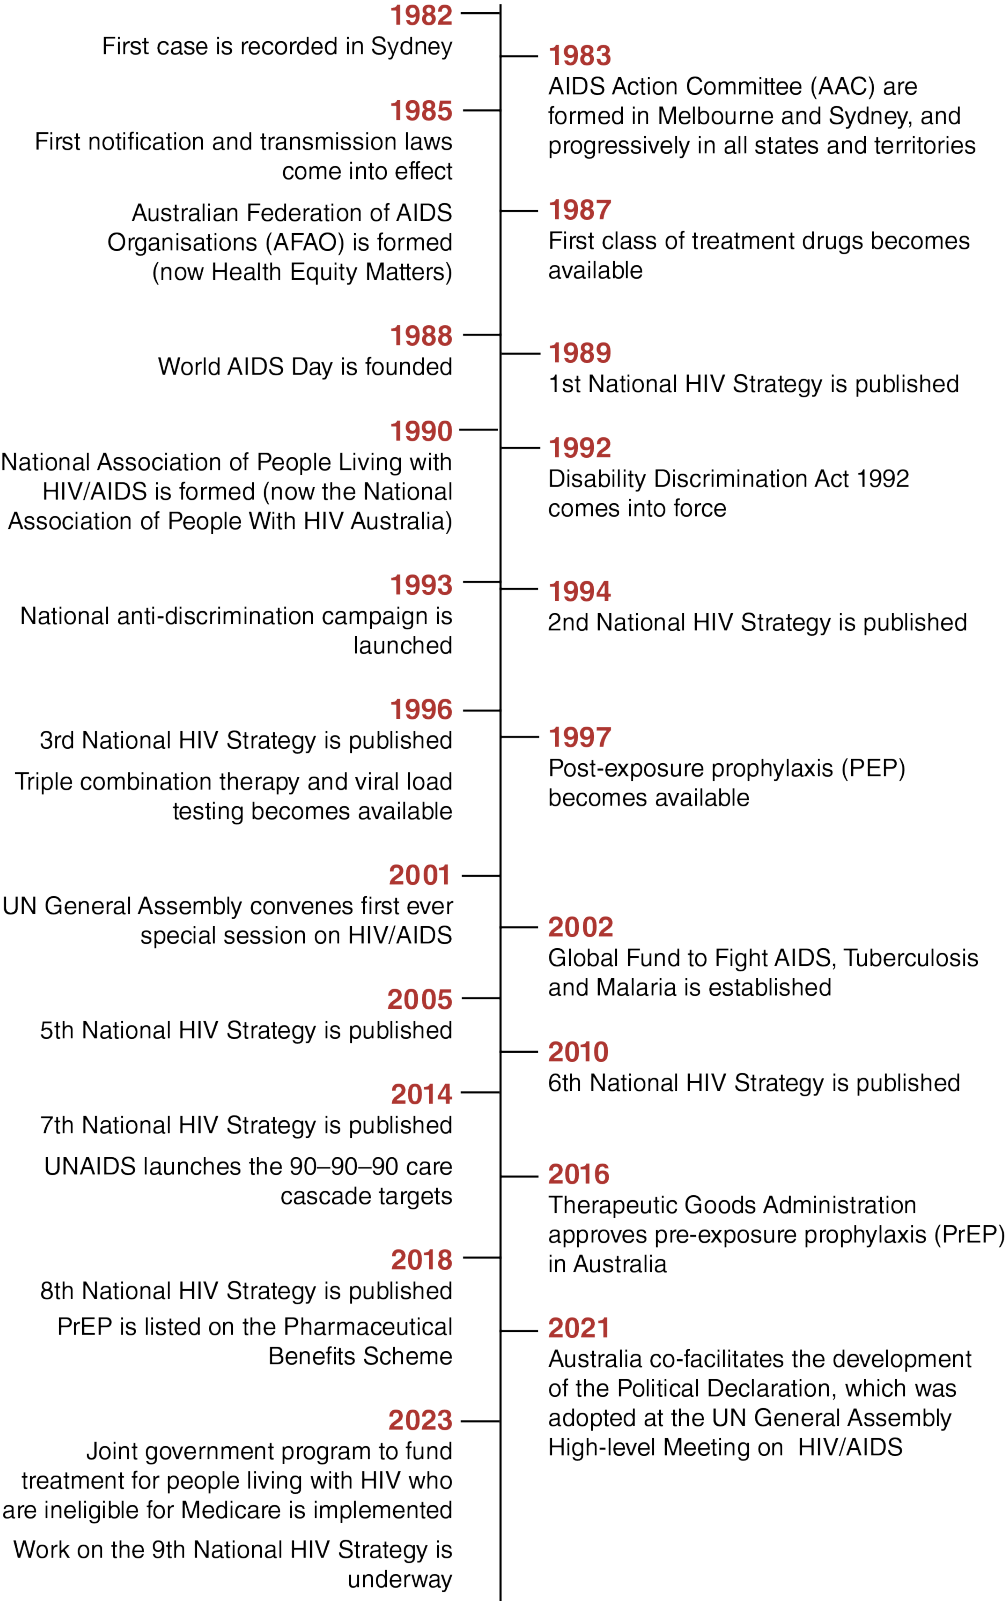 1982
First case is recorded in Sydney
1983
AIDS Action Committee (AAC) are
formed in Melbourne and Sydney, and
progressively in all states and territories
1985
First notification and transmission laws
come into effect
Australian Federation of AIDS
Organisations (AFAO) is formed
(now Health Equity Matters)
1987
First class of treatment drugs becomes
available
1988
World AIDS Day is founded
1989
1st National HIV Strategy is published
1990
National Association of People Living with
HIV/AIDS is formed (now the National
Association of People With HIV Australia)
1992
Disability Discrimination Act 1992
comes into force
1993
National anti-discrimination campaign is
launched
1994
2nd National HIV Strategy is published
1996
3rd National HIV Strategy is published
Triple combination therapy and viral load
testing becomes available
1997
Post-exposure prophylaxis (PEP)
becomes available
2001
UN General Assembly convenes first ever
special session on HIV/AIDS
2002
Global Fund to Fight AIDS, Tuberculosis
and Malaria is established
2005
5th National HIV Strategy is published
2010
6th National HIV Strategy is published
2014
7th National HIV Strategy is published
UNAIDS launches the 90–90–90 care
cascade targets
2016
Therapeutic Goods Administration
approves pre-exposure prophylaxis (PrEP)
in Australia
2018
8th National HIV Strategy is published
PrEP is listed on the Pharmaceutical
Benefits Scheme
2021
Australia co-facilitates the development
of the Political Declaration, which was
adopted at the UN General Assembly
High-level Meeting on HIV/AIDS
2023
Joint government program to fund
treatment for people living with HIV who
are ineligible for Medicare is implemented
Work on the 9th National HIV Strategy is
underway